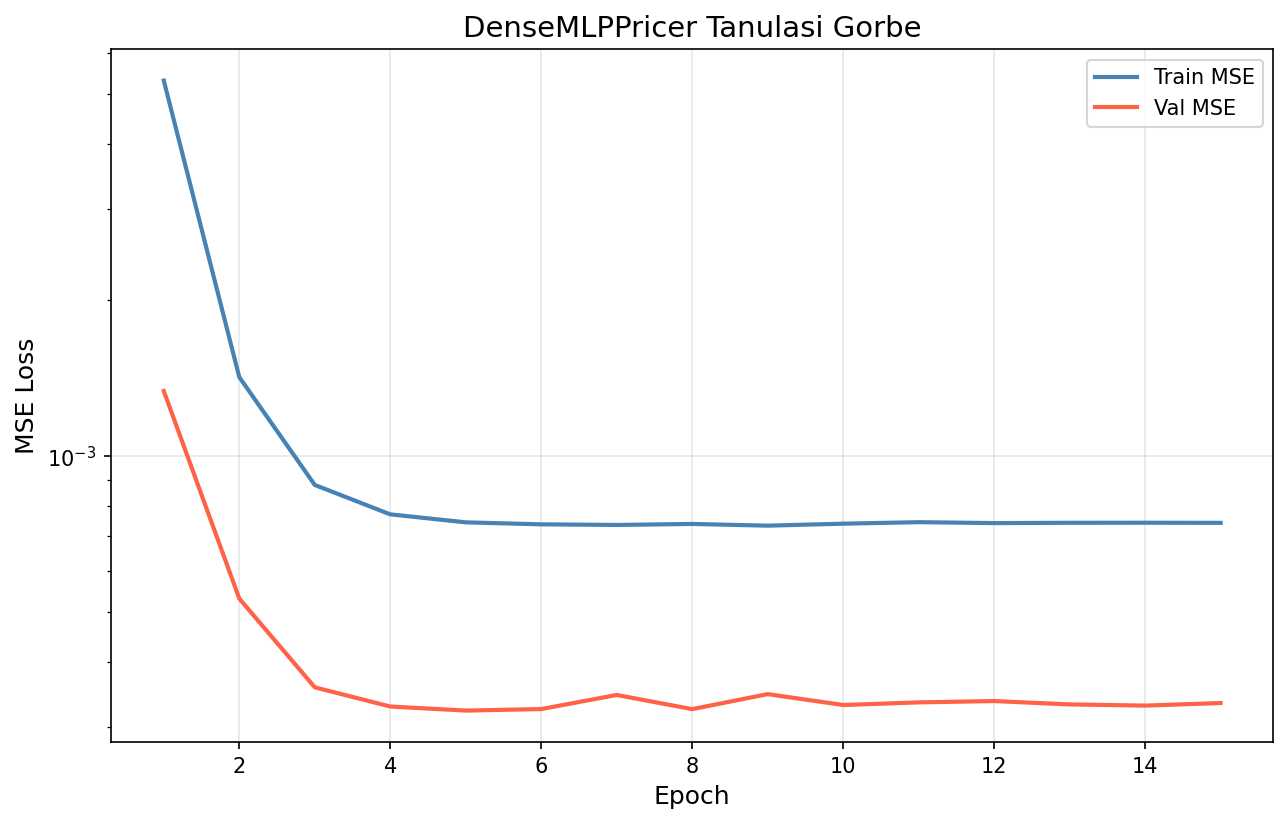 DenseMLPPricer Tanulasi Gorbe
Train MSE
Val MSE
MSE Loss
10⁻³
2 4 6 8 10 12 14
Epoch